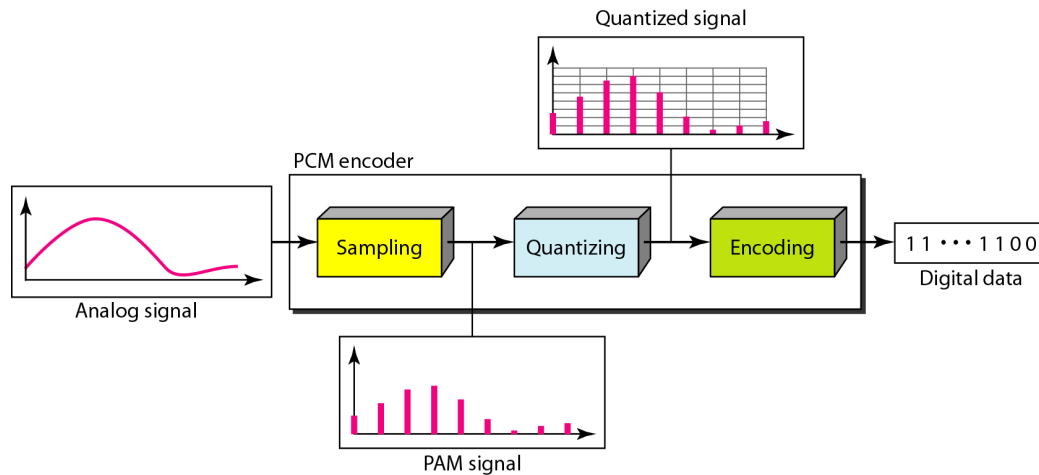 Quantized signal
PCM encoder
Sampling
Quantizing
Encoding
11•••1100
Digital data
Analog signal
PAM signal